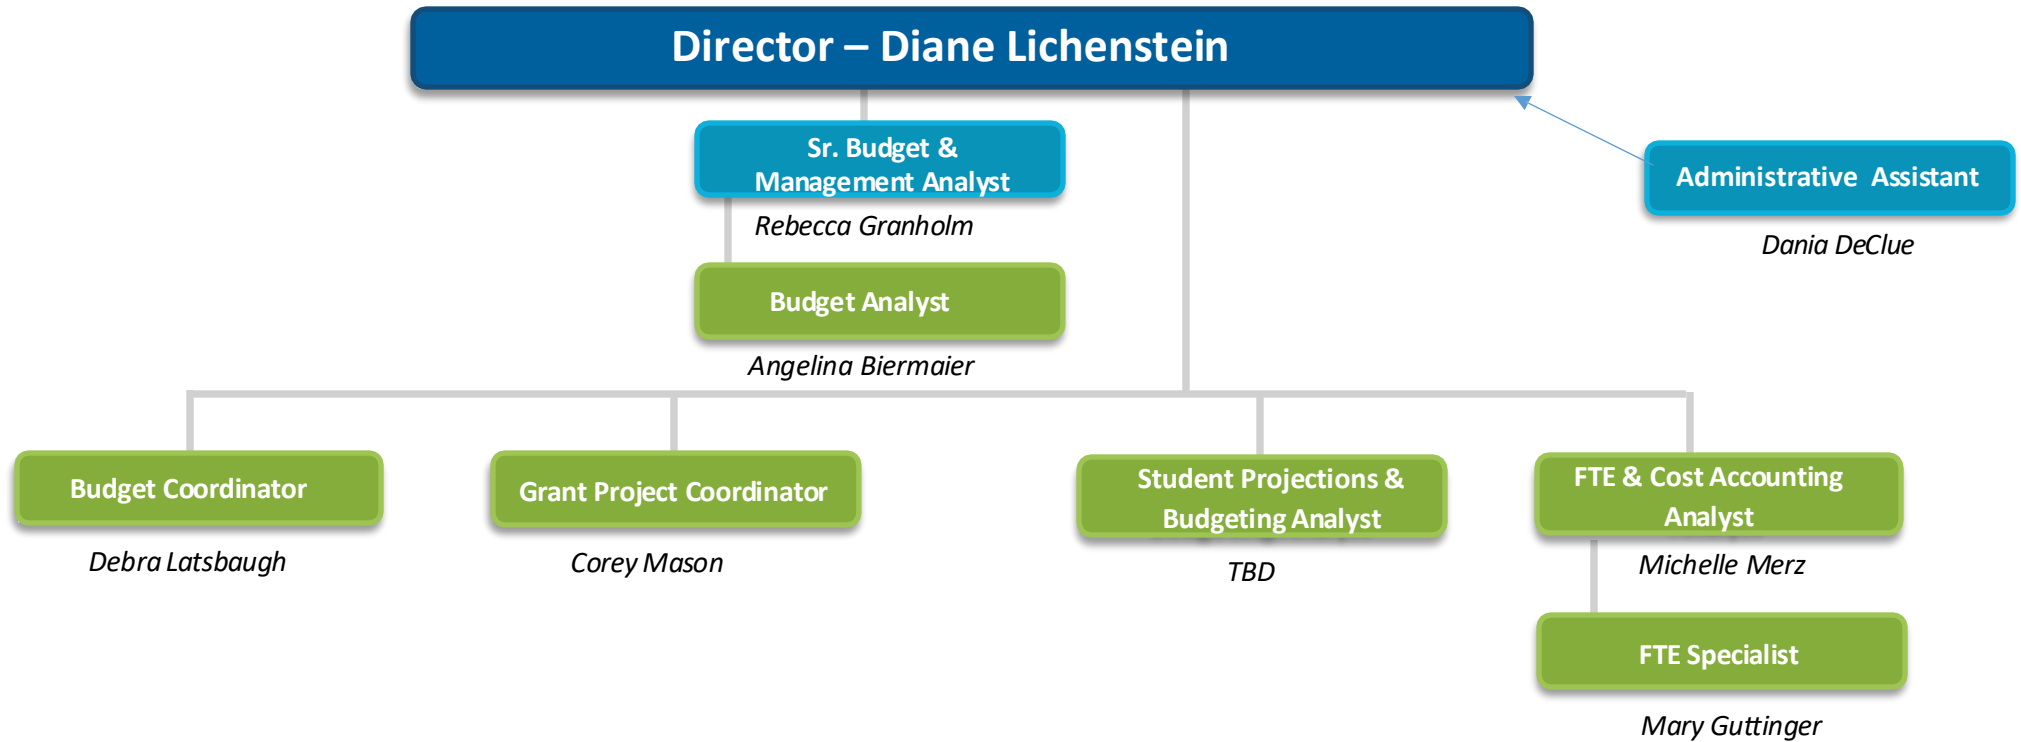 Director – Diane Lichenstein
Sr. Budget &
Management Analyst
Rebecca Granholm
Administrative Assistant
Dania DeClue
Budget Analyst
Angelina Biermaier
Budget Coordinator
Debra Latsbaugh
Grant Project Coordinator
Corey Mason
Student Projections &
Budgeting Analyst
TBD
FTE & Cost Accounting
Analyst
Michelle Merz
FTE Specialist
Mary Guttinger